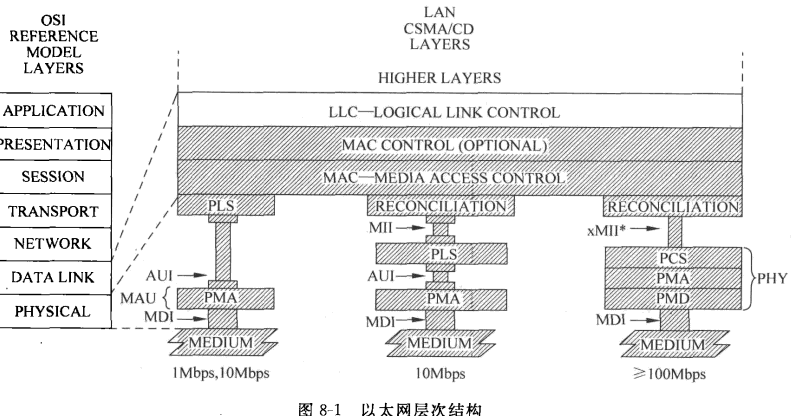 OSI
REFERENCE
MODEL
LAYERS
APPLICATION
PRESENTATION
SESSION
TRANSPORT
NETWORK
DATA LINK
PHYSICAL
LAN
CSMA/CD
LAYERS
HIGHER LAYERS
LLC—LOGICAL LINK CONTROL
MAC CONTROL (OPTIONAL)
MAC—MEDIA ACCESS CONTROL
PLS
AUI
MAU
PMA
MDI
MEDIUM
1Mbps,10Mbps
RECONCILIATION
MII
PLS
AUI
PMA
MDI
MEDIUM
10Mbps
RECONCILIATION
xMII*
PCS
PMA
PMD
PHY
MDI
MEDIUM
≥100Mbps
图 8-1 以太网层次结构